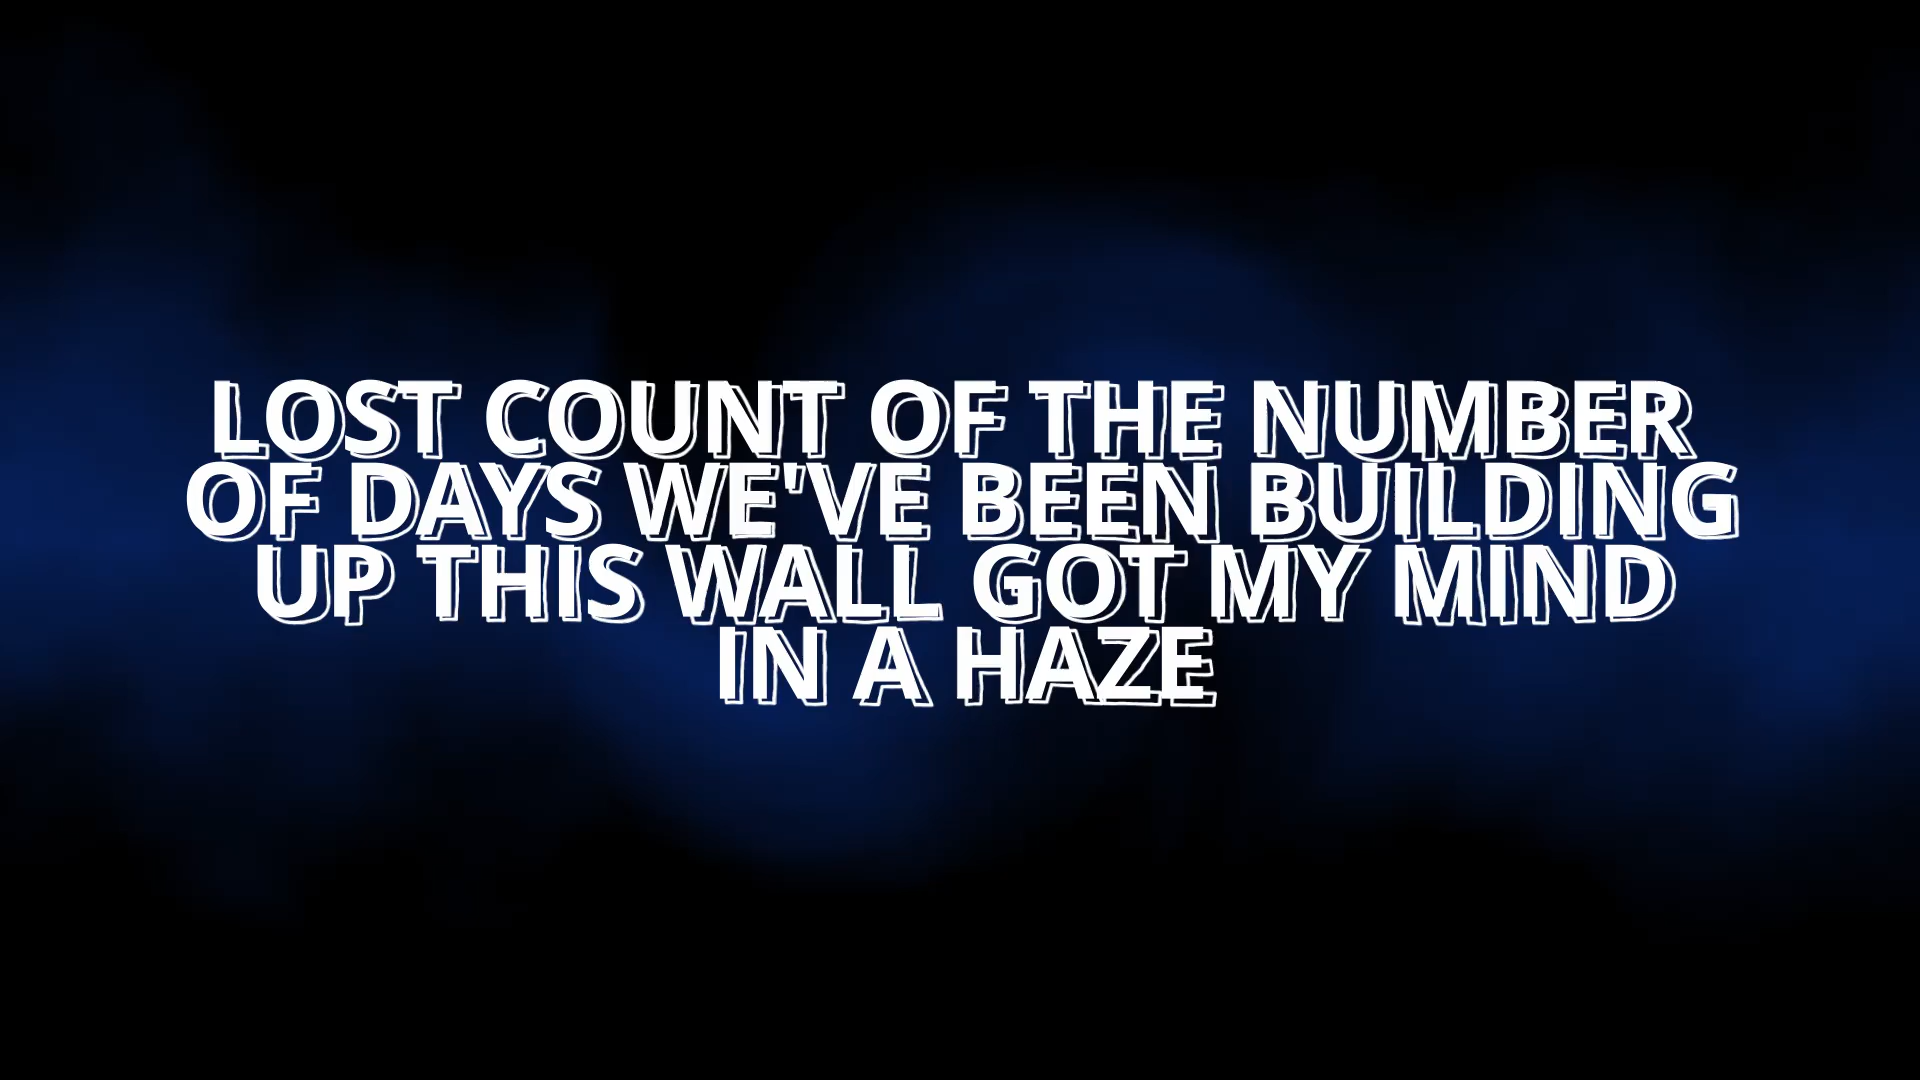 LOST COUNT OF THE NUMBER
OF DAYS WE'VE BEEN BUILDING
UP THIS WALL GOT MY MIND
IN A HAZE